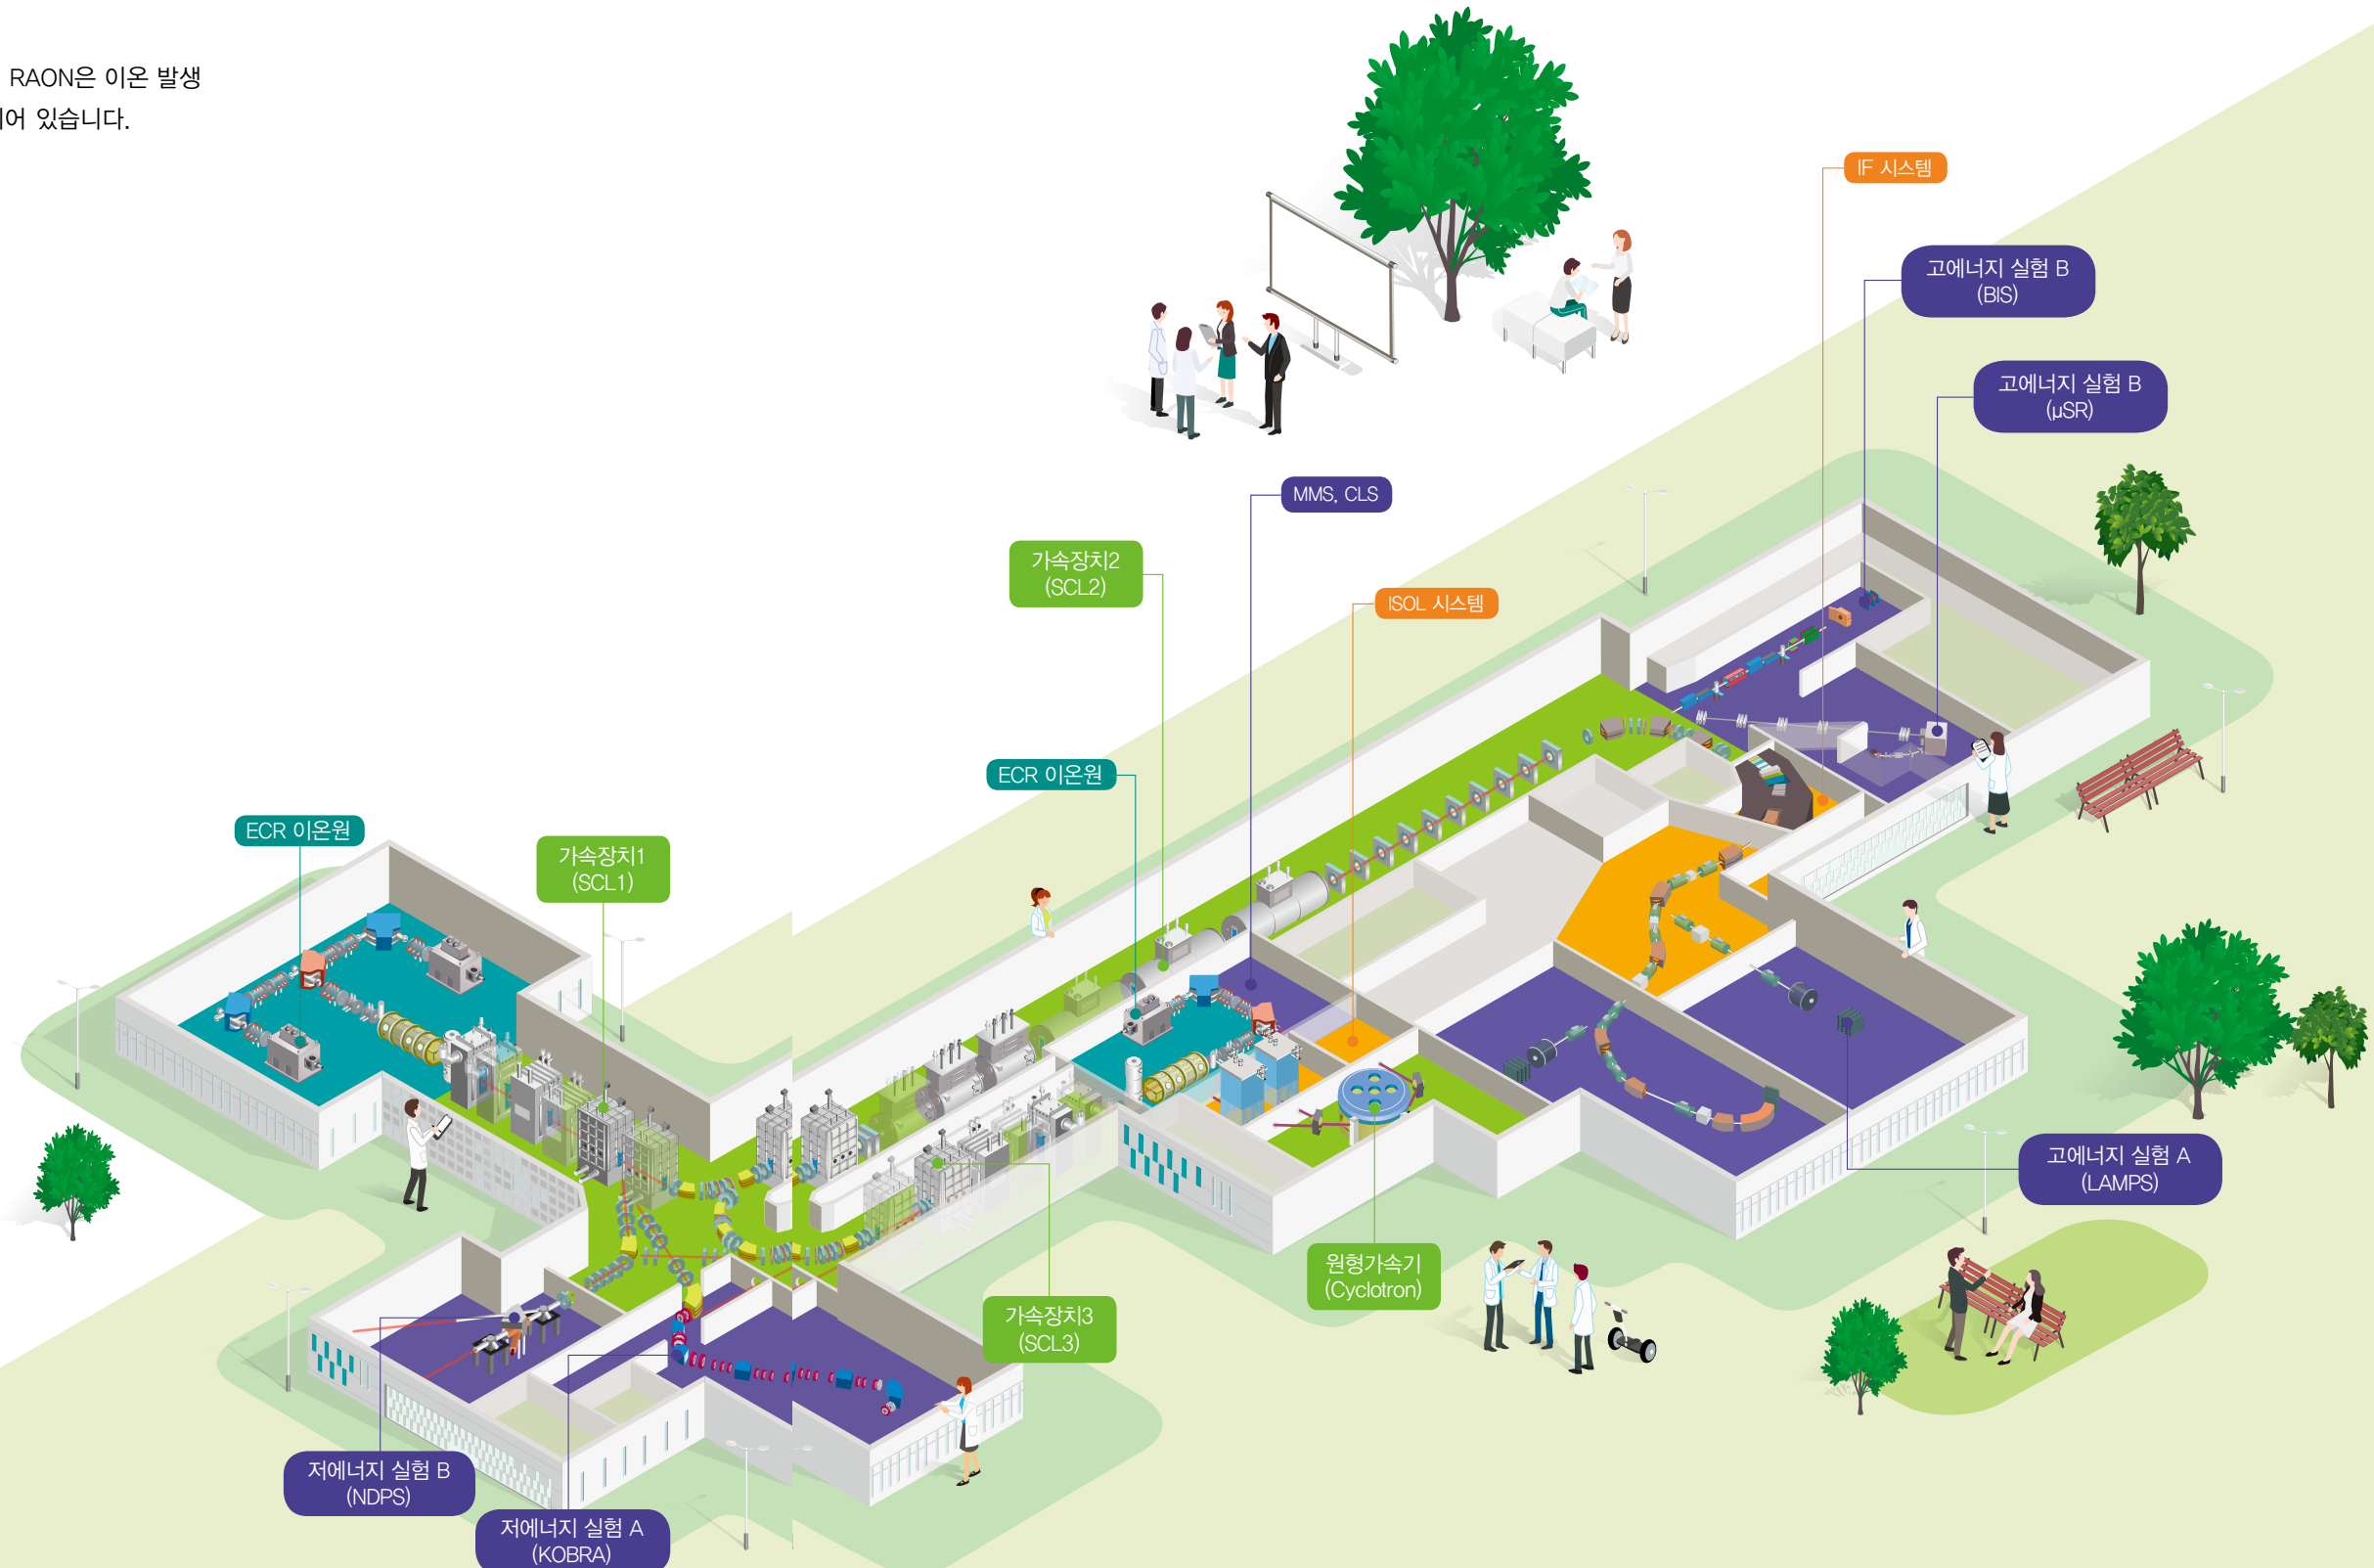 RAON은 이온 발생
어 있습니다.
IF 시스템
고에너지 실험 B
(BIS)
고에너지 실험 B
(μSR)
MMS, CLS
가속장치2
(SCL2)
ISOL 시스템
ECR 이온원
ECR 이온원
가속장치1
(SCL1)
고에너지 실험 A
(LAMPS)
원형가속기
(Cyclotron)
가속장치3
(SCL3)
저에너지 실험 B
(NDPS)
저에너지 실험 A
(KOBRA)